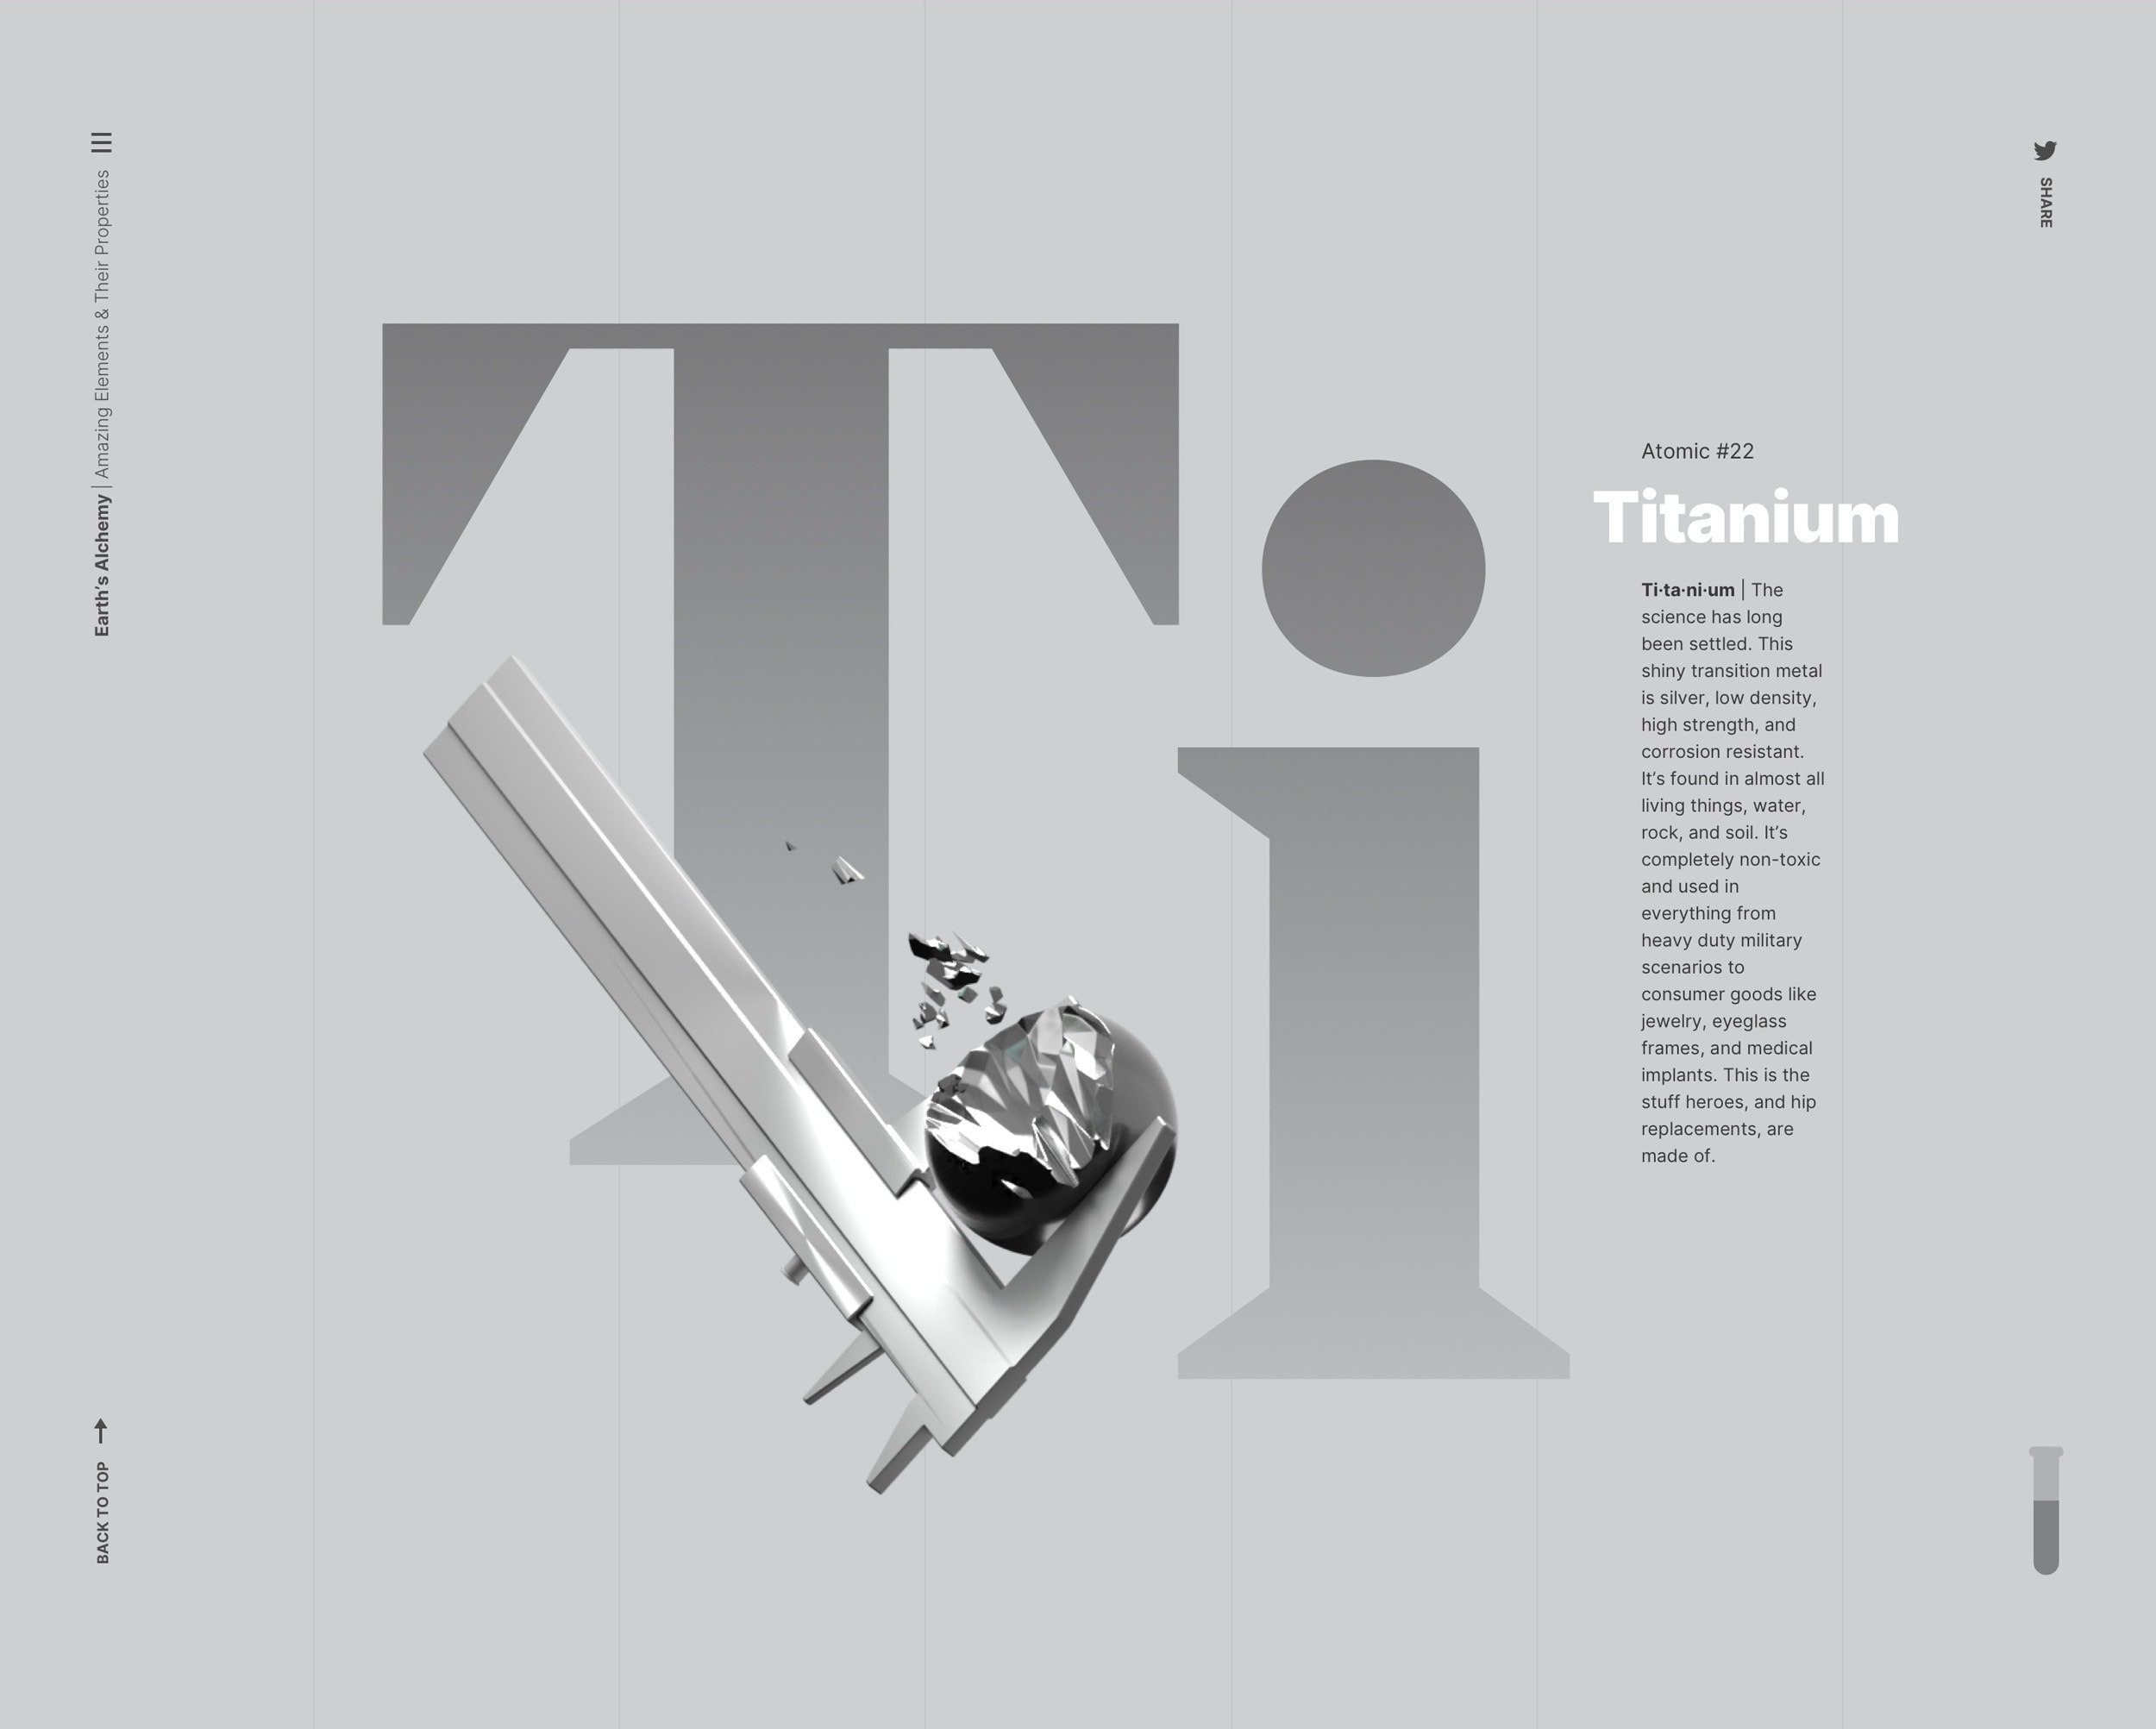 Earth's Alchemy | Amazing Elements & Their Properties
SHARE
Ti
Atomic #22
Titanium
Ti·ta·ni·um | The
science has long
been settled. This
shiny transition metal
is silver, low density,
high strength, and
corrosion resistant.
It’s found in almost all
living things, water,
rock, and soil. It’s
completely non-toxic
and used in
everything from
heavy duty military
scenarios to
consumer goods like
jewelry, eyeglass
frames, and medical
implants. This is the
stuff heroes, and hip
replacements, are
made of.
BACK TO TOP